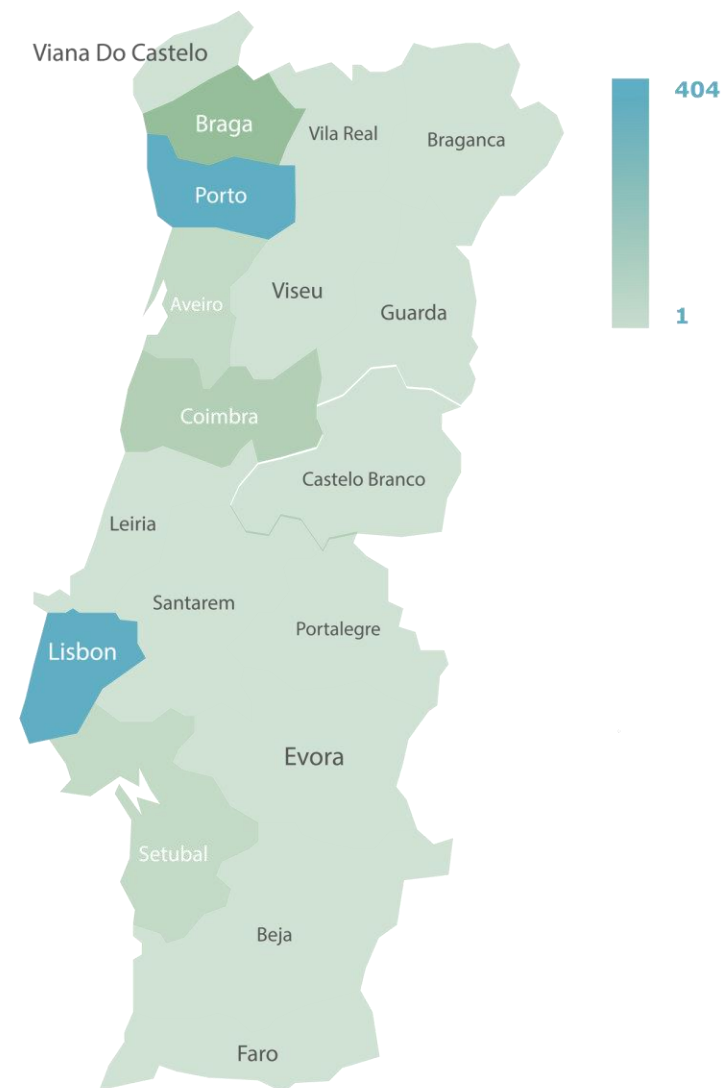 Viana Do Castelo
404
Braga
Vila Real
Braganca
Porto
Viseu
Aveiro
Guarda
1
Coimbra
Castelo Branco
Leiria
Santarem
Portalegre
Lisbon
Evora
Setubal
Beja
Faro